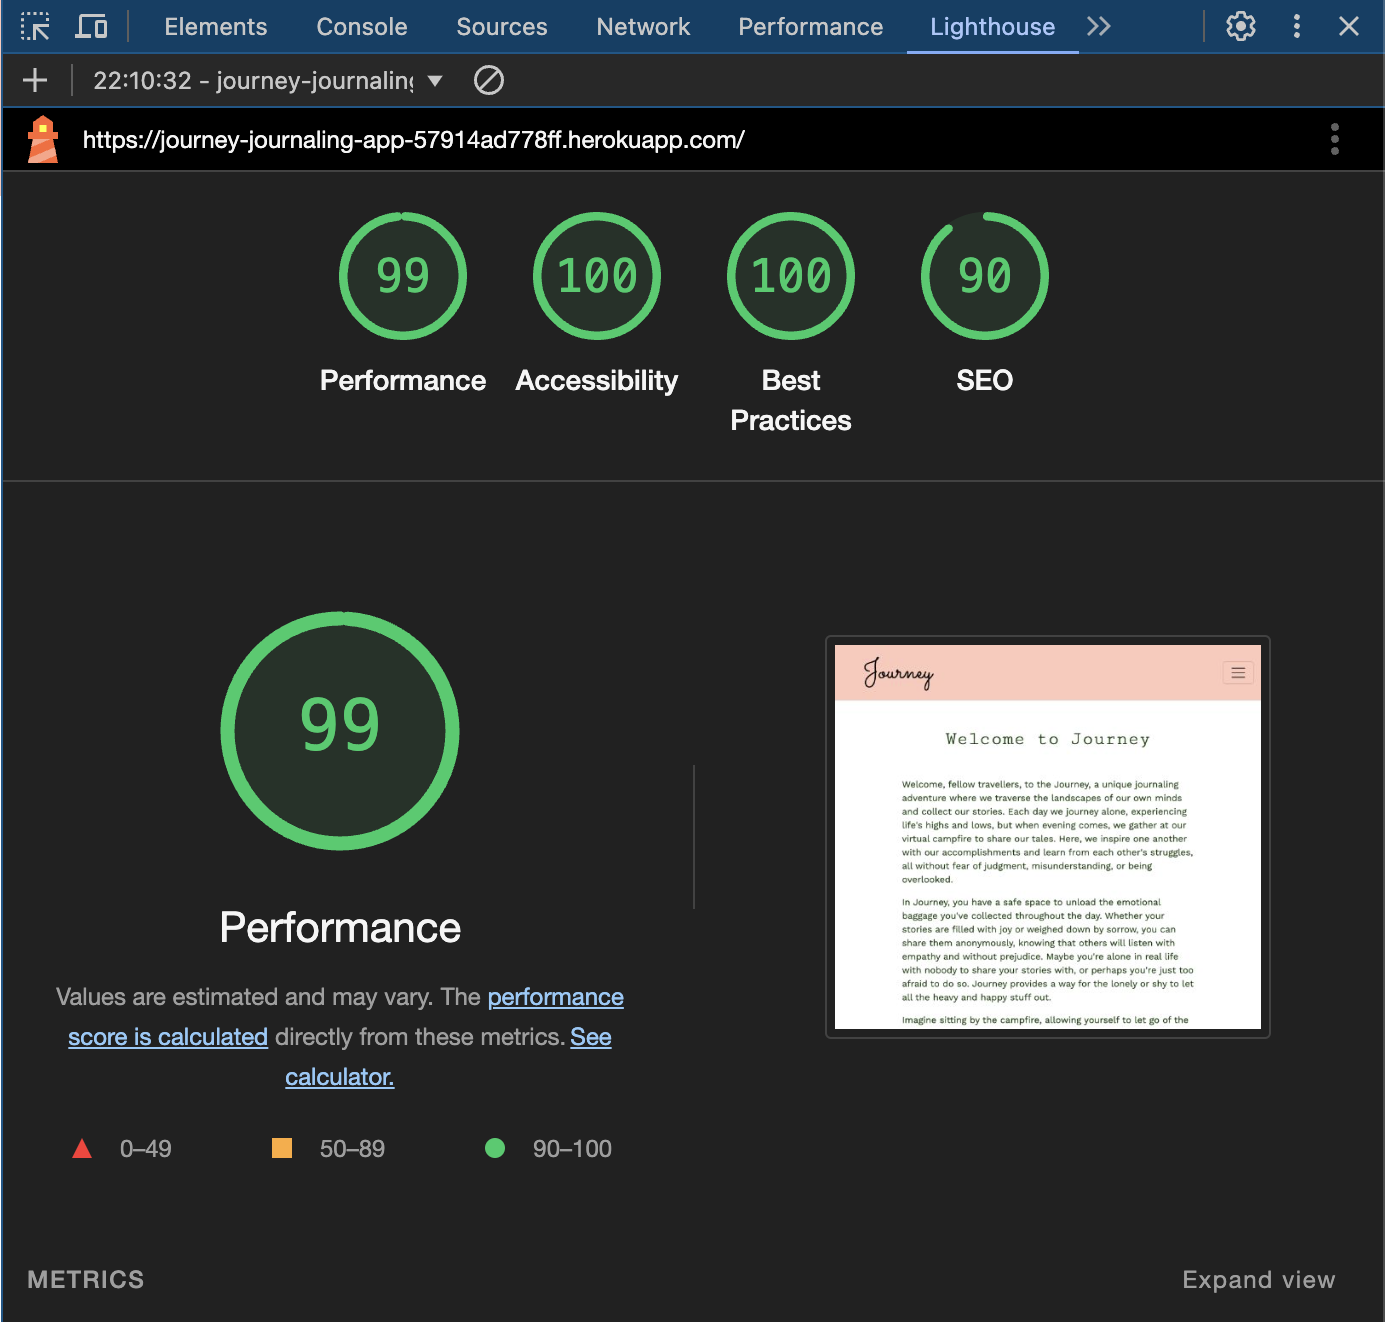 Elements Console Sources Network Performance Lighthouse
22:10:32 - journey-journaling
https://journey-journaling-app-57914ad778ff.herokuapp.com/
99 100 100 90
Performance Accessibility Best Practices SEO
99
Performance
Values are estimated and may vary. The performance
score is calculated directly from these metrics. See
calculator.
0–49 50–89 90–100
Journey
Welcome to Journey
Welcome, fellow travellers, to the Journey, a unique journaling
adventure where we traverse the landscapes of our own minds
and collect our stories. Each day we journey alone, experiencing
life's highs and lows, but when evening comes, we gather at our
virtual campfire to share our tales. Here, we inspire one another
with our accomplishments and learn from each other's struggles,
all without fear of judgment, misunderstanding, or being
overlooked.
In Journey, you have a safe space to unload the emotional
baggage you've collected throughout the day. Whether your
stories are filled with joy or weighed down by sorrow, you can
share them anonymously, knowing that others will listen with
empathy and without prejudice. Maybe you're alone in real life
with nobody to share your stories with, or perhaps you're just too
afraid to do so. Journey provides a way for the lonely or shy to let
all the heavy and happy stuff out.
Imagine sitting by the campfire, allowing yourself to let go of the
METRICS Expand view